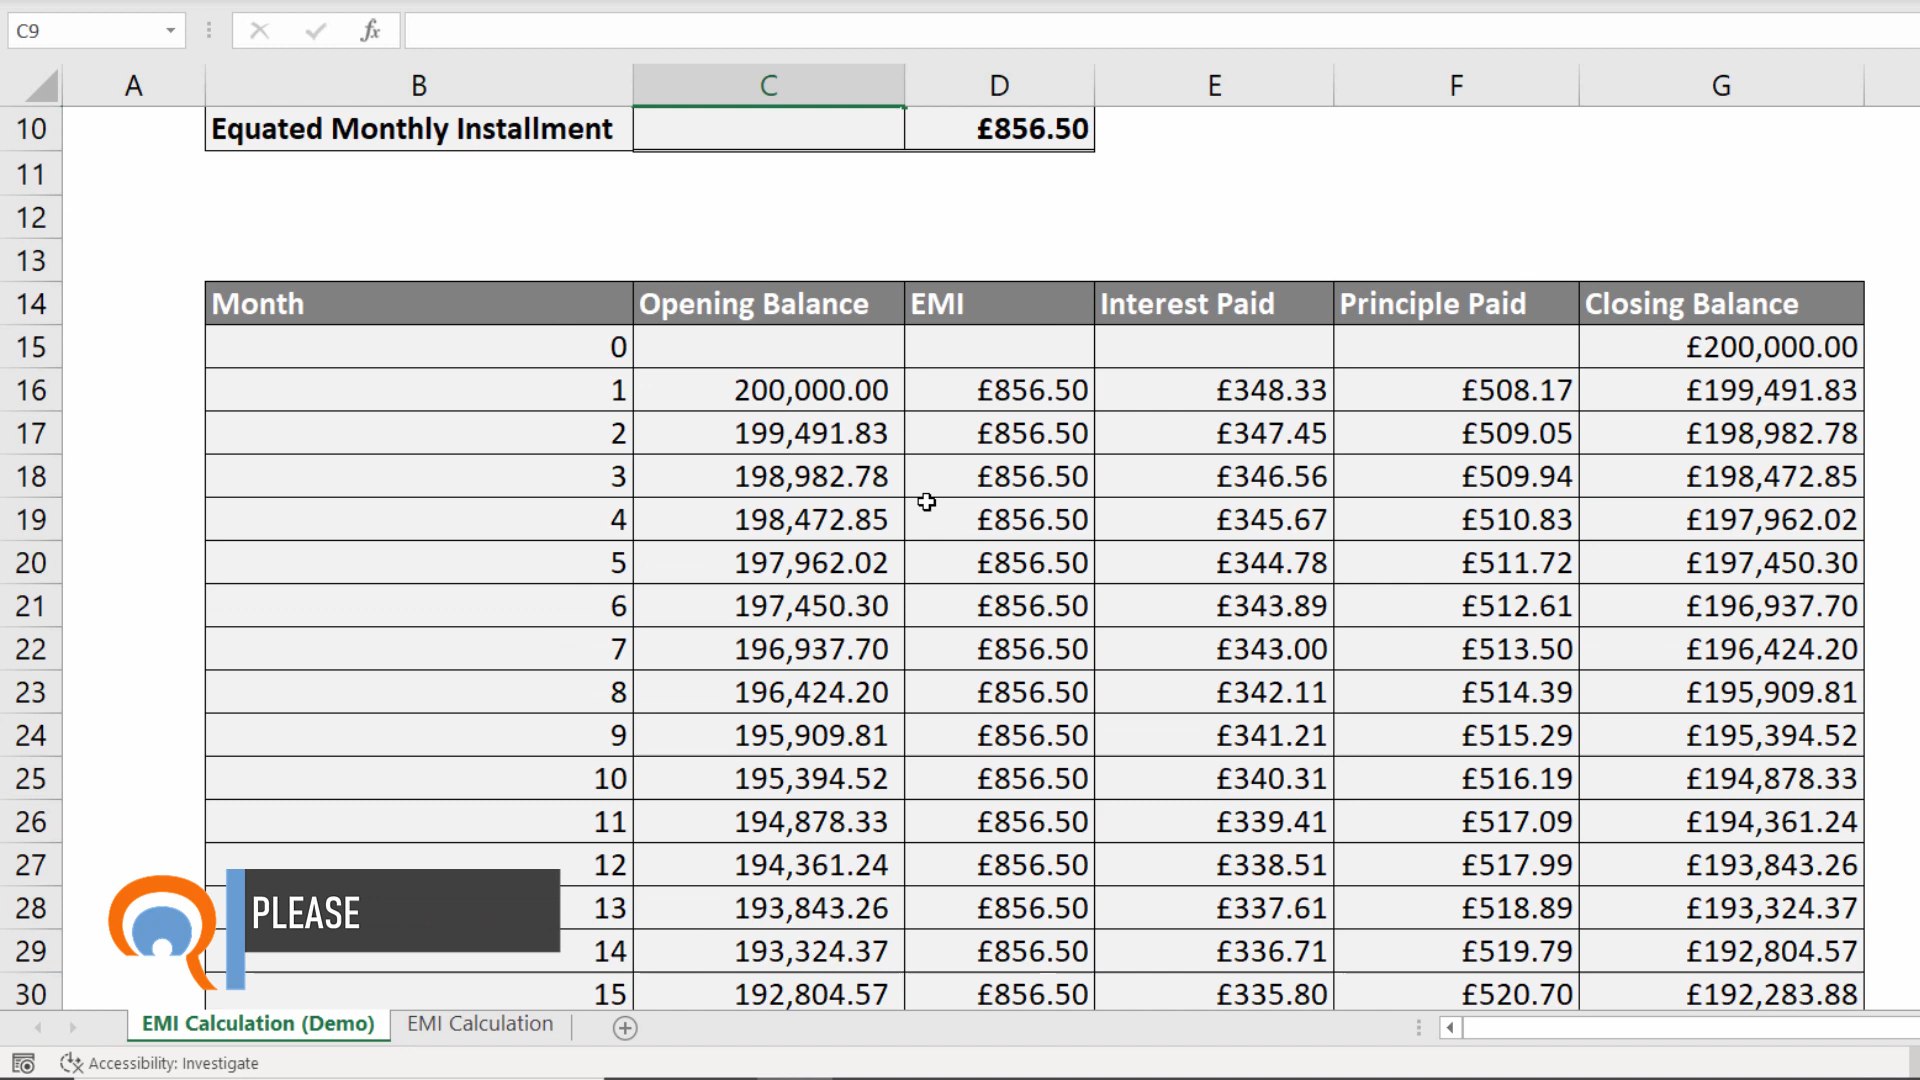 C9
fx
A B C D E F G
10 Equated Monthly Installment £856.50
11
12
13
14 Month Opening Balance EMI Interest Paid Principle Paid Closing Balance
15 0 £200,000.00
16 1 200,000.00 £856.50 £348.33 £508.17 £199,491.83
17 2 199,491.83 £856.50 £347.45 £509.05 £198,982.78
18 3 198,982.78 £856.50 £346.56 £509.94 £198,472.85
19 4 198,472.85 £856.50 £345.67 £510.83 £197,962.02
20 5 197,962.02 £856.50 £344.78 £511.72 £197,450.30
21 6 197,450.30 £856.50 £343.89 £512.61 £196,937.70
22 7 196,937.70 £856.50 £343.00 £513.50 £196,424.20
23 8 196,424.20 £856.50 £342.11 £514.39 £195,909.81
24 9 195,909.81 £856.50 £341.21 £515.29 £195,394.52
25 10 195,394.52 £856.50 £340.31 £516.19 £194,878.33
26 11 194,878.33 £856.50 £339.41 £517.09 £194,361.24
27 12 194,361.24 £856.50 £338.51 £517.99 £193,843.26
28 13 193,843.26 £856.50 £337.61 £518.89 £193,324.37
29 14 193,324.37 £856.50 £336.71 £519.79 £192,804.57
30 15 192,804.57 £856.50 £335.80 £520.70 £192,283.88
PLEASE
EMI Calculation (Demo) EMI Calculation
Accessibility: Investigate